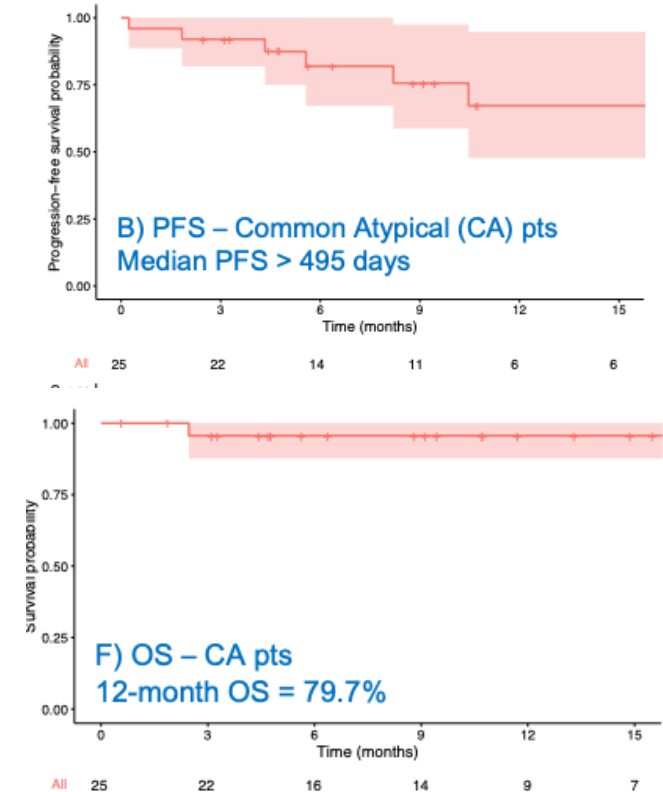 Progression−free survival probability
1.00
0.75
0.50
0.25
0.00
B) PFS – Common Atypical (CA) pts
Median PFS > 495 days
0 3 6 9 12 15
Time (months)
All 25 22 14 11 6 6
Survival probability
1.00
0.75
0.50
0.25
0.00
F) OS – CA pts
12-month OS = 79.7%
0 3 6 9 12 15
Time (months)
All 25 22 16 14 9 7